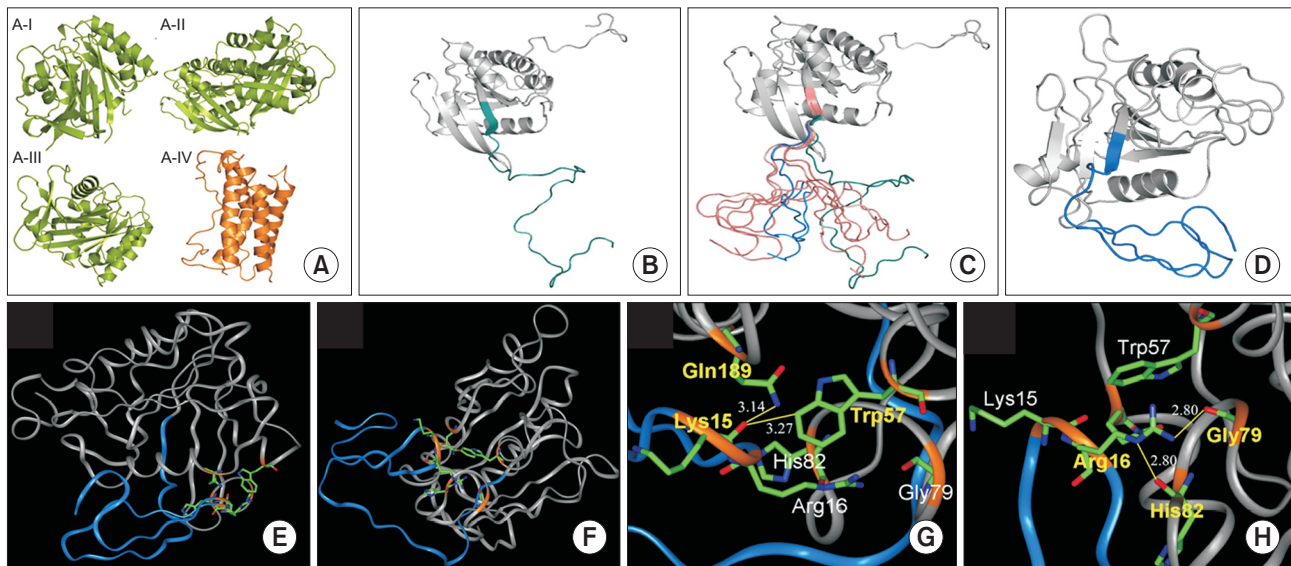 A-I
A-II
A-III
A-IV
A
B
C
D
E
F
Gln189
3.14
Lys15
3.27
Trp57
His82
Arg16
Gly79
G
Trp57
Lys15
2.80
Gly79
Arg16
2.80
His82
H